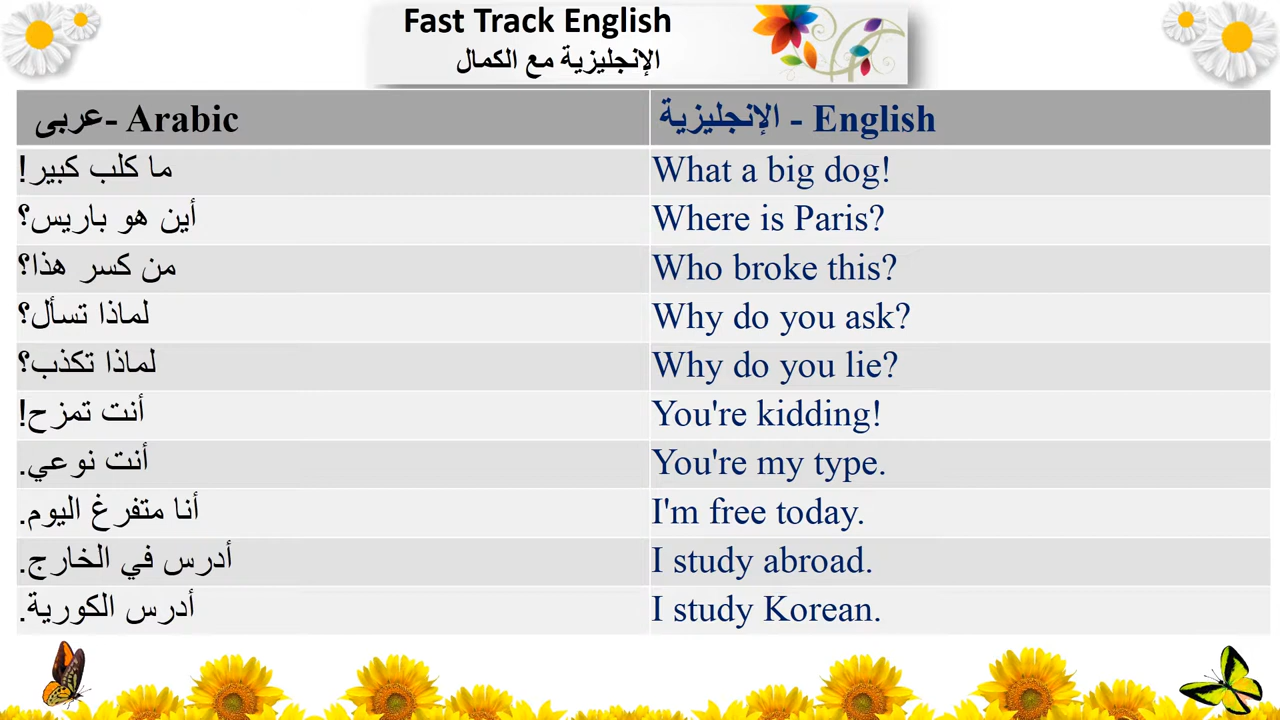 Fast Track English
الإنجليزية مع الكمال
عربى- Arabic
الإنجليزية - English
ما كلب كبير!
What a big dog!
أين هو باريس؟
Where is Paris?
من كسر هذا؟
Who broke this?
لماذا تسأل؟
Why do you ask?
لماذا تكذب؟
Why do you lie?
أنت تمزح!
You're kidding!
أنت نوعي.
You're my type.
أنا متفرغ اليوم.
I'm free today.
أدرس في الخارج.
I study abroad.
أدرس الكورية.
I study Korean.